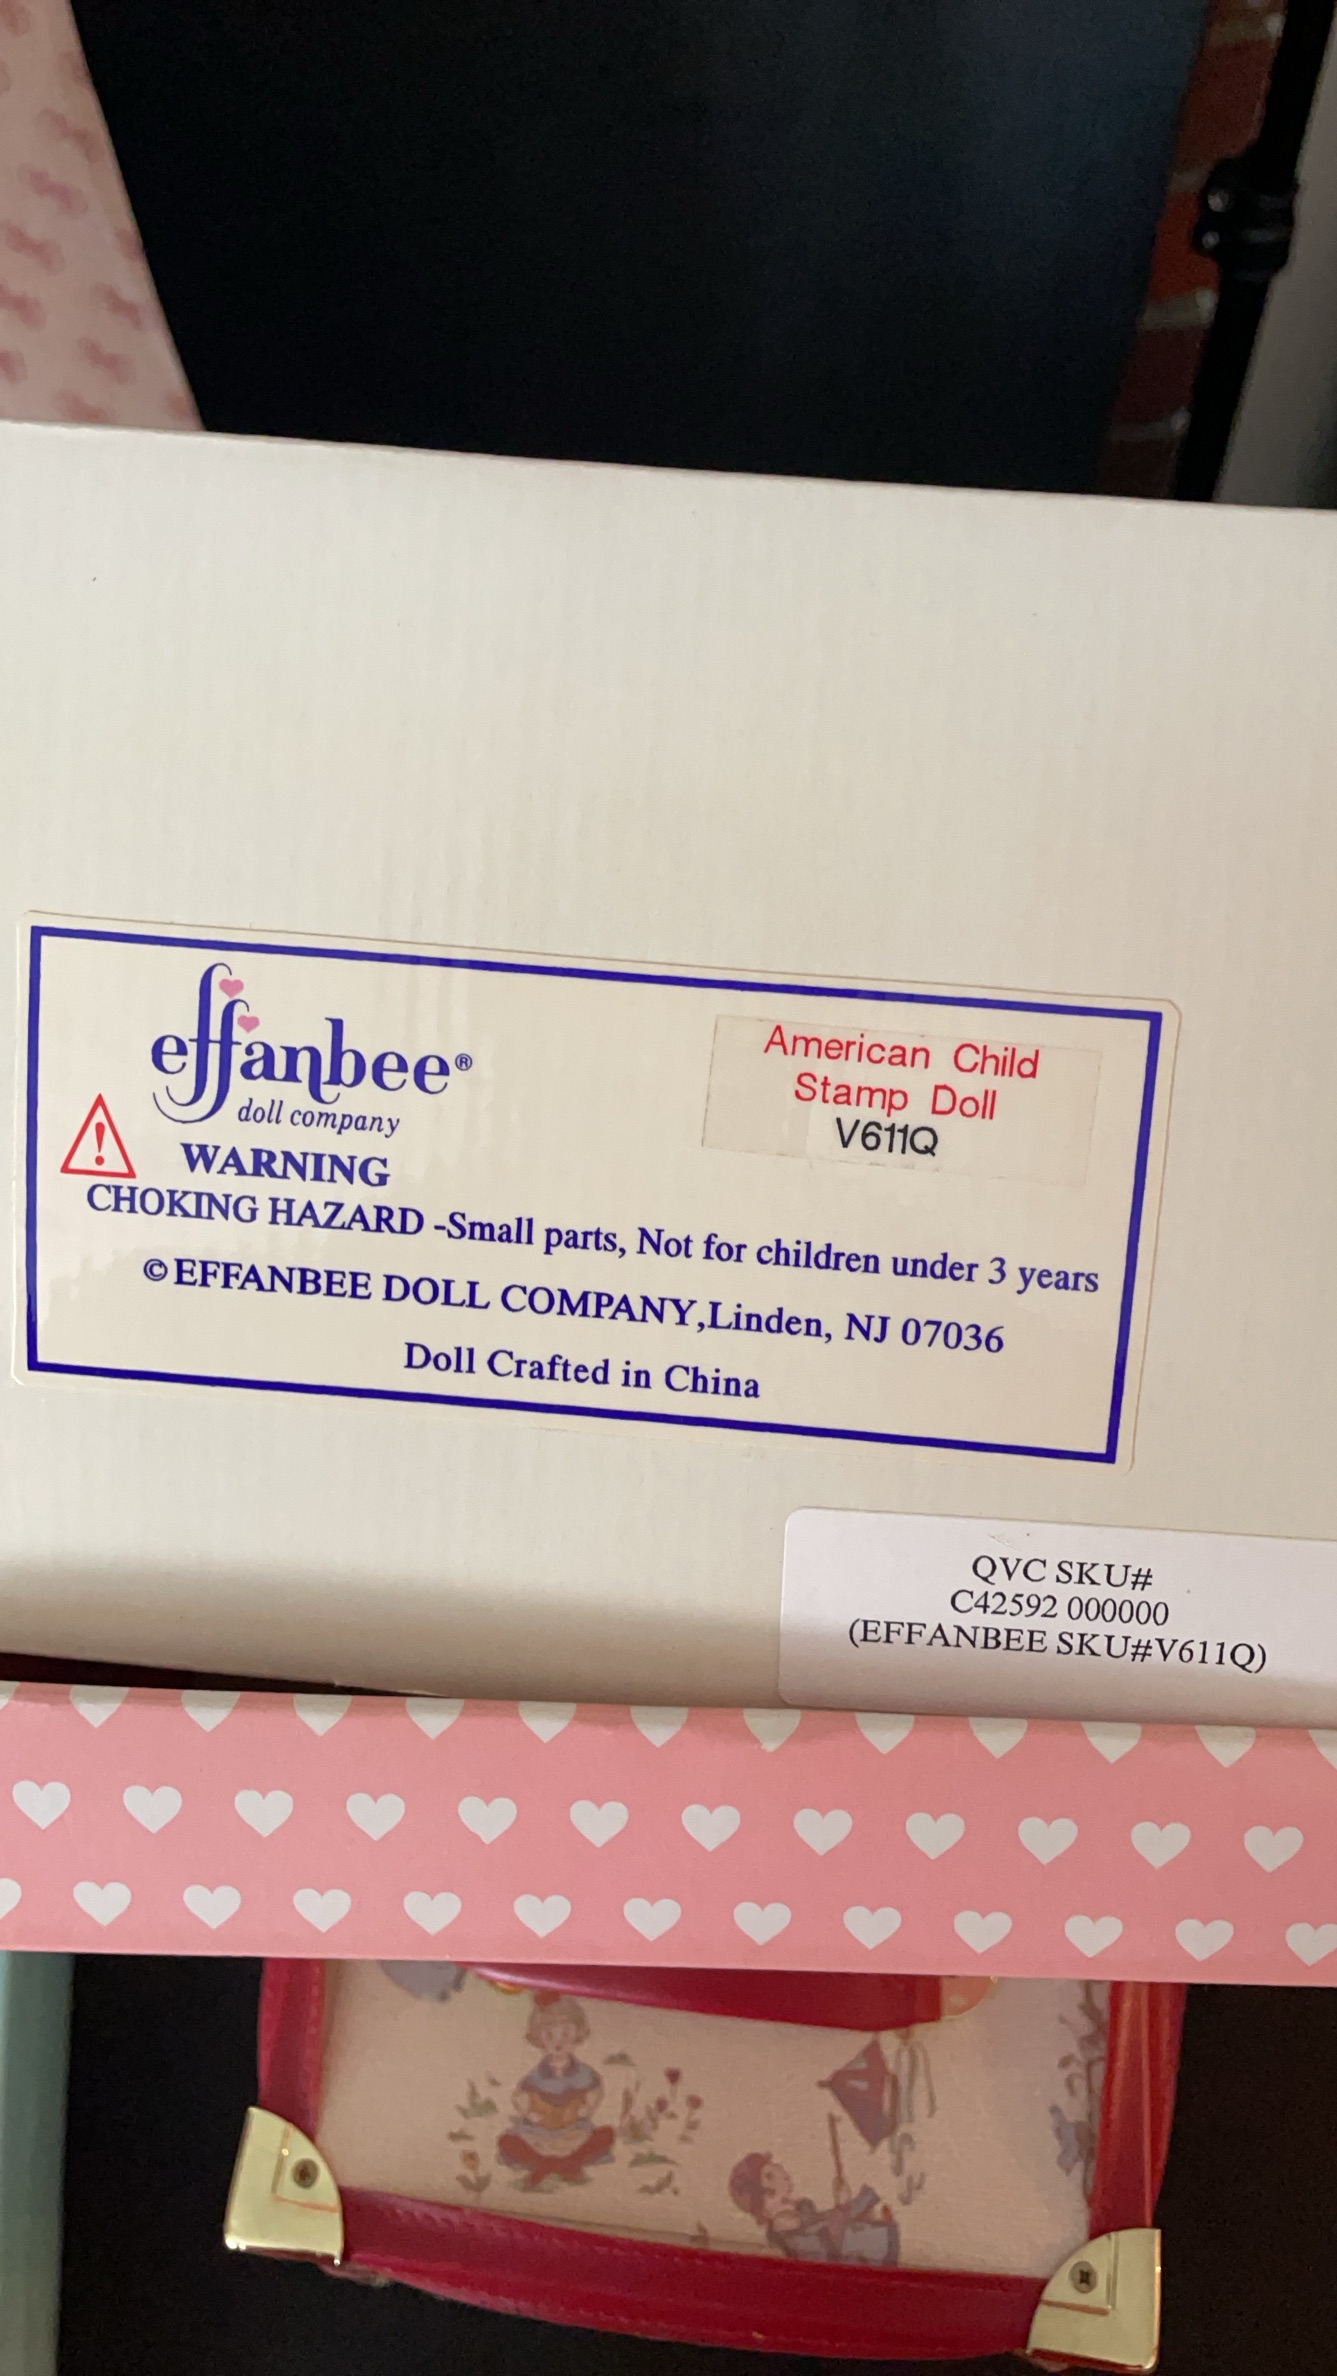 effanbee®
doll company
American Child
Stamp Doll
V611Q
WARNING
CHOKING HAZARD -Small parts, Not for children under 3 years
©EFFANBEE DOLL COMPANY,Linden, NJ 07036
Doll Crafted in China
QVC SKU#
C42592 000000
(EFFANBEE SKU#V611Q)